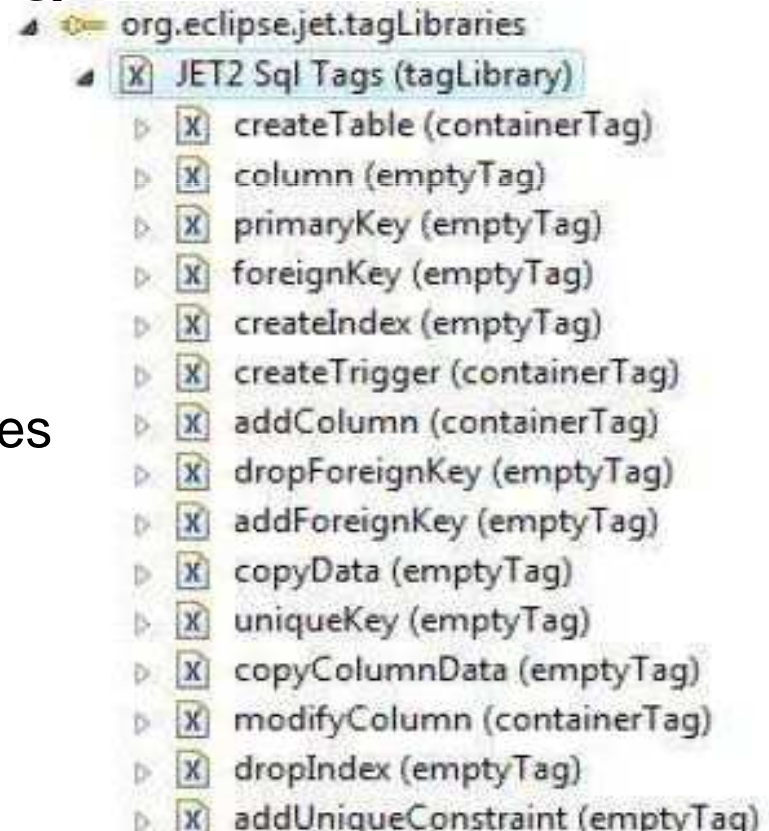 org.eclipse.jet.tagLibraries
JET2 Sql Tags (tagLibrary)
createTable (containerTag)
column (emptyTag)
primaryKey (emptyTag)
foreignKey (emptyTag)
createIndex (emptyTag)
createTrigger (containerTag)
addColumn (containerTag)
es
dropForeignKey (emptyTag)
addForeignKey (emptyTag)
copyData (emptyTag)
uniqueKey (emptyTag)
copyColumnData (emptyTag)
modifyColumn (containerTag)
dropIndex (emptyTag)
addUniqueConstraint (emptyTag)